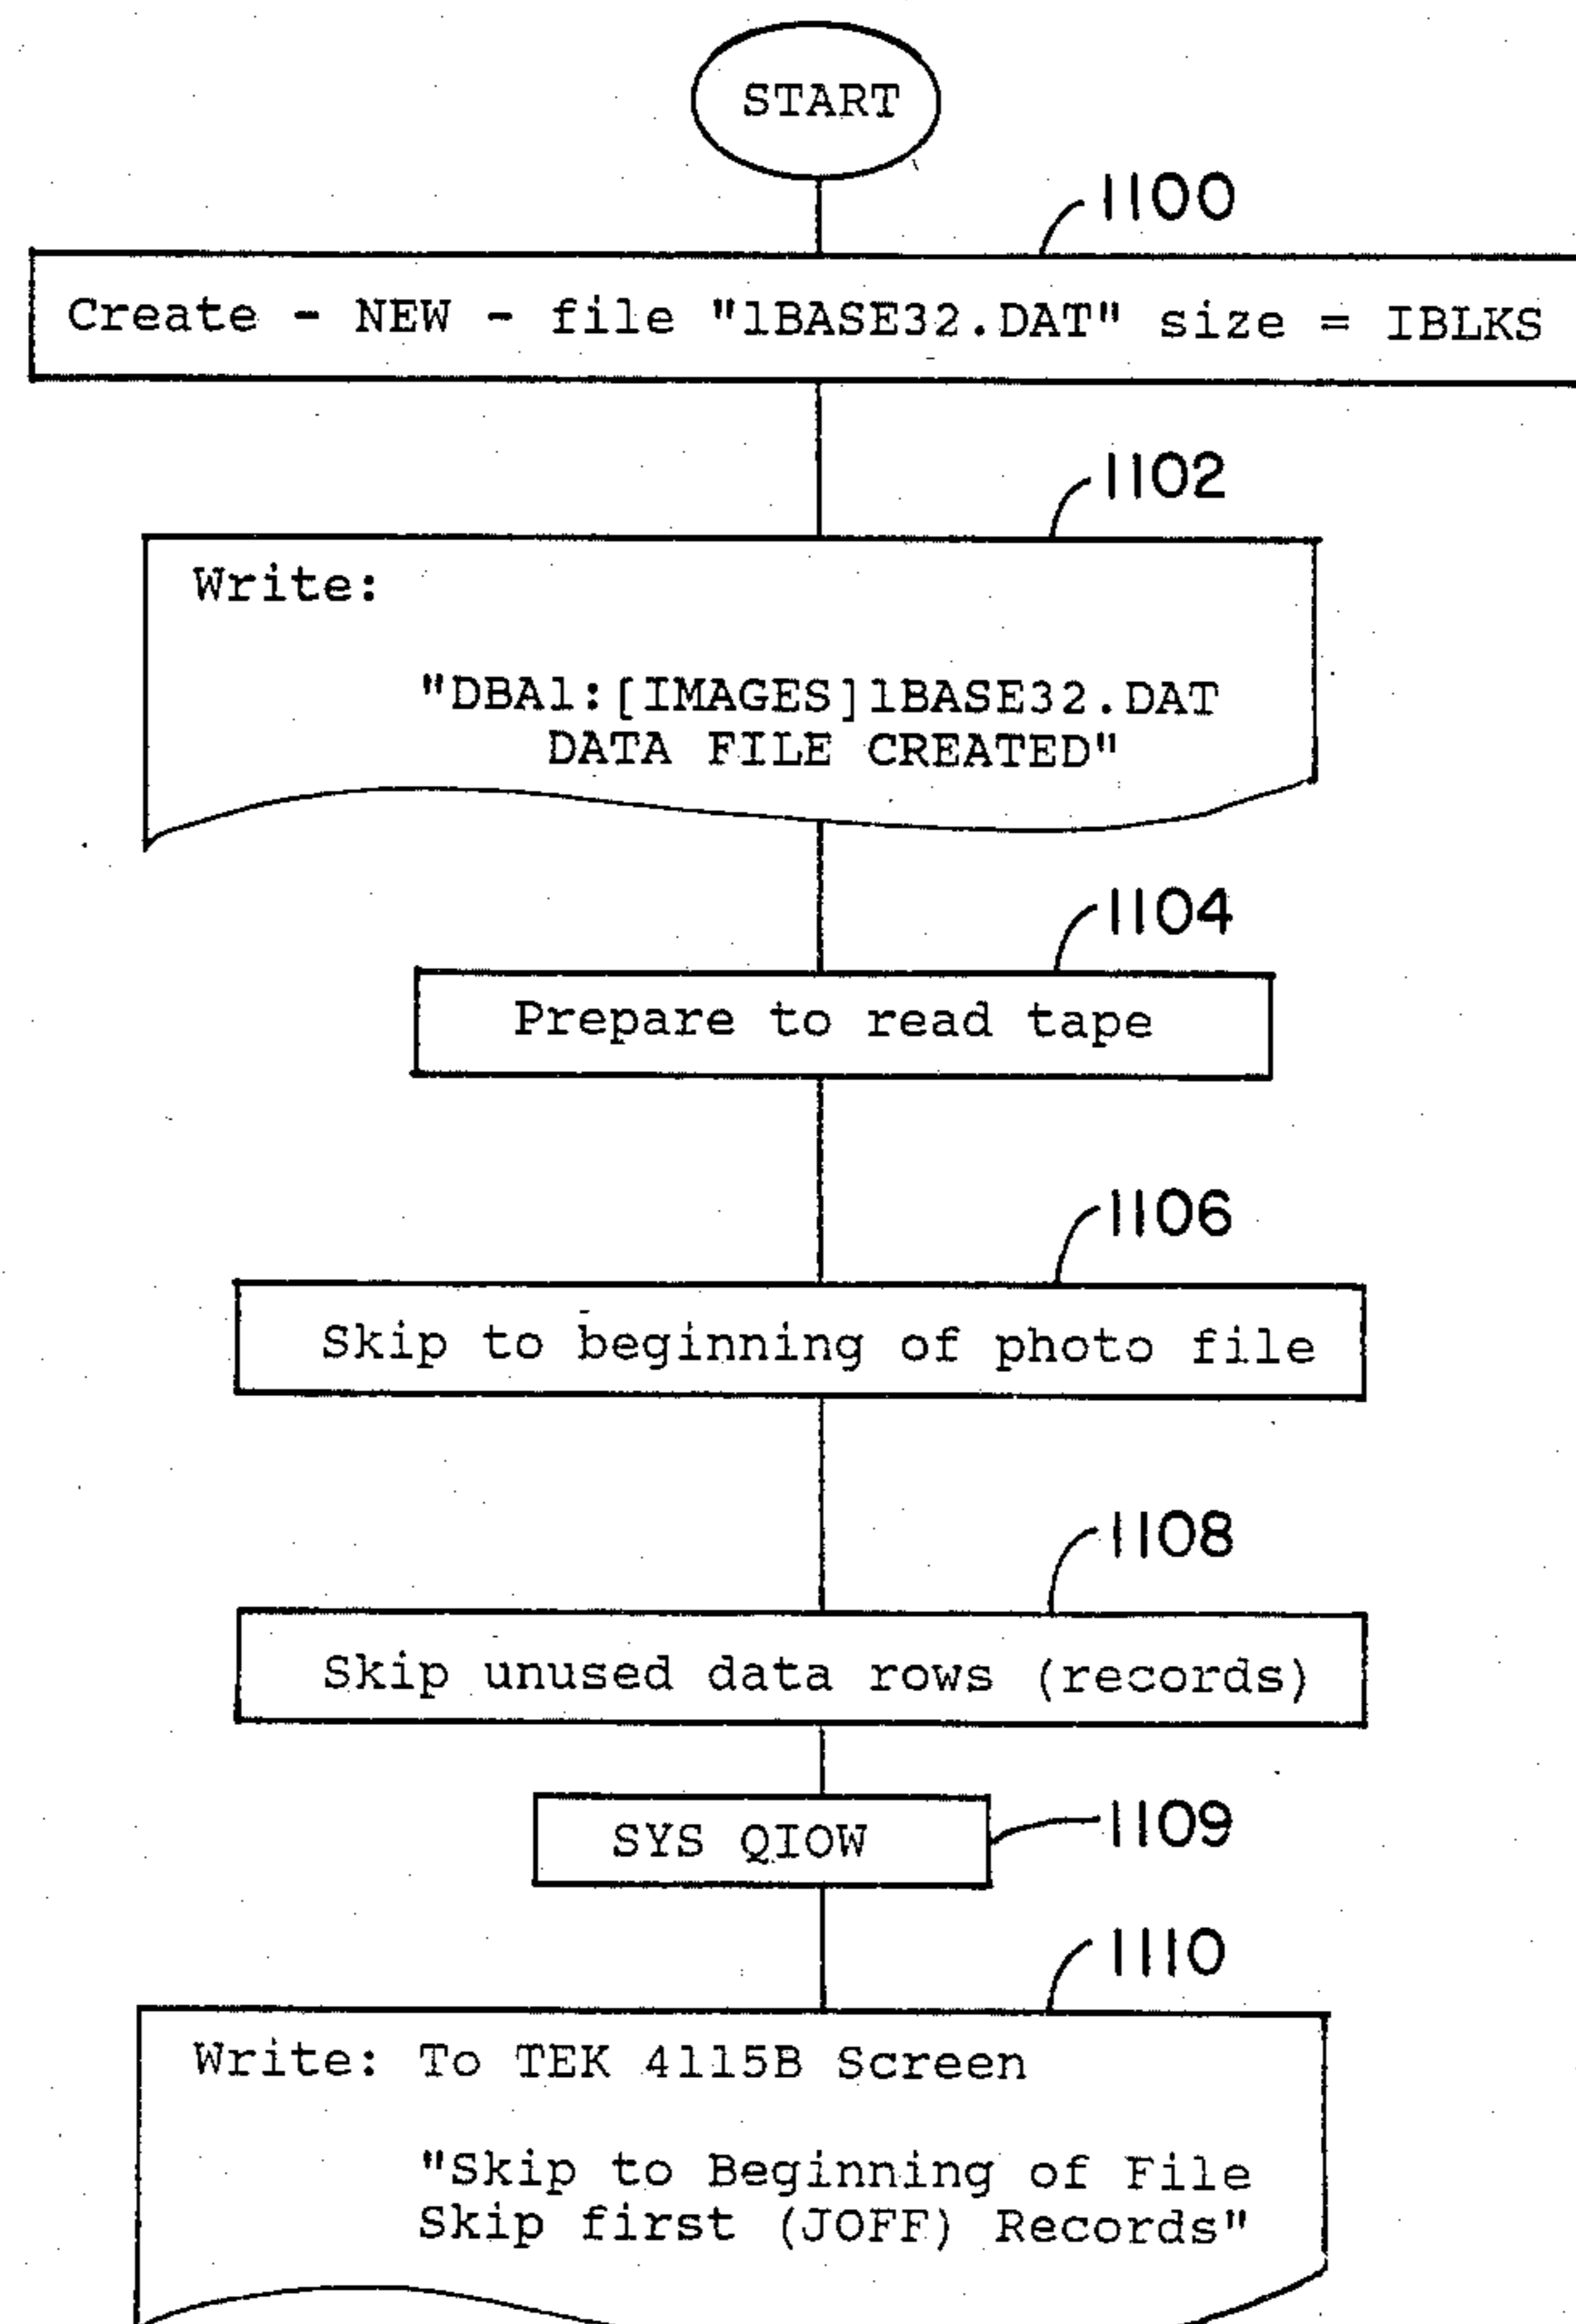 START
1100
Create - NEW - file "1BASE32.DAT" size = IBLKS
1102
Write:
"DBA1:[IMAGES]1BASE32.DAT
DATA FILE CREATED"
1104
Prepare to read tape
1106
Skip to beginning of photo file
1108
Skip unused data rows (records)
SYS QIOW
1109
1110
Write: To TEK 4115B Screen
"Skip to Beginning of File
Skip first (JOFF) Records"